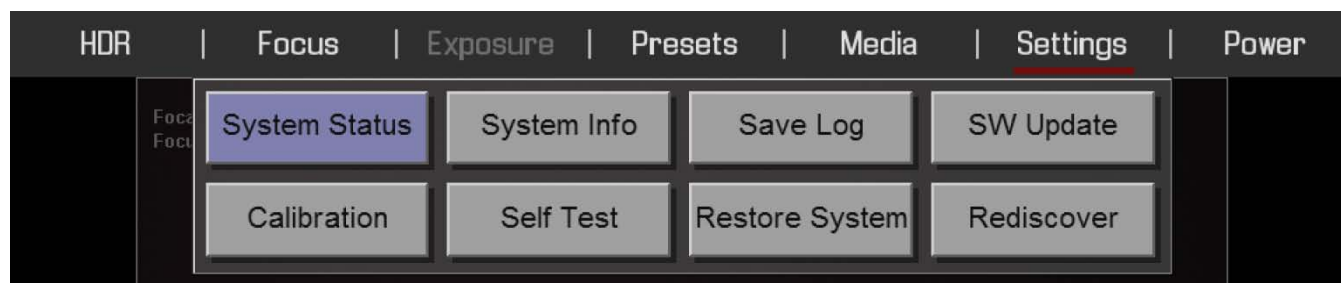 HDR | Focus | Exposure | Presets | Media | Settings | Power
System Status System Info Save Log SW Update
Calibration Self Test Restore System Rediscover